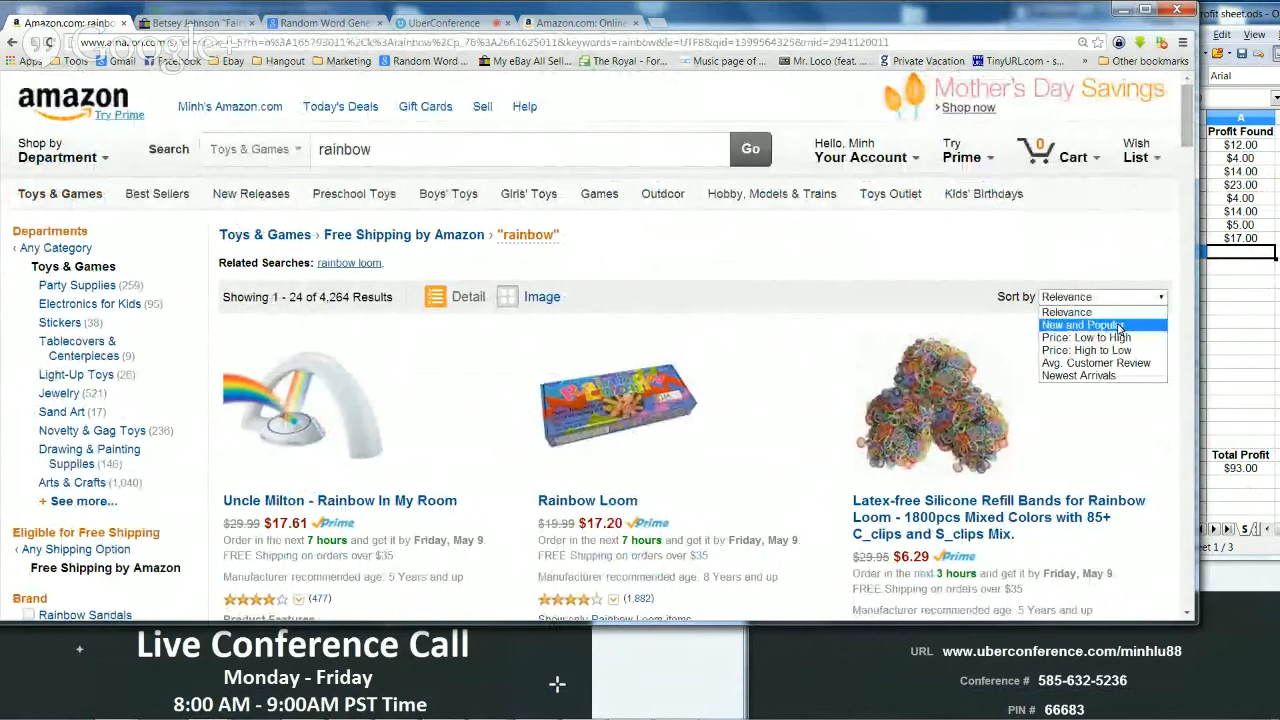 Amazon.com: rainbo
Betsey Johnson "Fair
Random Word Gene
UberConference
Amazon.com: Online
Google+
rofit sheet.ods - O
Edit View
Apps
Tools
Gmail
Facebook
Ebay
Hangout
Marketing
Random Word ...
My eBay All Sell...
The Royal - For...
Music page of ...
Mr. Loco (feat. ...
Private Vacation
TinyURL.com - s...
»
Other bookmarks
Arial
amazon
Try Prime
Minh's Amazon.com
Today's Deals
Gift Cards
Sell
Help
Mother's Day Savings
Shop now
Shop by
Department
Search
Toys & Games
rainbow
Go
Hello, Minh
Your Account
Try
Prime
0
Cart
Wish
List
Toys & Games
Best Sellers
New Releases
Preschool Toys
Boys' Toys
Girls' Toys
Games
Outdoor
Hobby, Models & Trains
Toys Outlet
Kids' Birthdays
Departments
‹ Any Category
Toys & Games
Party Supplies (259)
Electronics for Kids (95)
Stickers (38)
Tablecovers &
Centerpieces (9)
Light-Up Toys (26)
Jewelry (521)
Sand Art (17)
Novelty & Gag Toys (236)
Drawing & Painting
Supplies (146)
Arts & Crafts (1,040)
+ See more...
Eligible for Free Shipping
‹ Any Shipping Option
Free Shipping by Amazon
Brand
Rainbow Sandals
Toys & Games › Free Shipping by Amazon › "rainbow"
Related Searches: rainbow loom.
Showing 1 - 24 of 4,264 Results
Detail
Image
Sort by
Relevance
Relevance
New and Popular
Price: Low to High
Price: High to Low
Avg. Customer Review
Newest Arrivals
Uncle Milton - Rainbow In My Room
$29.99 $17.61 Prime
Order in the next 7 hours and get it by Friday, May 9.
FREE Shipping on orders over $35
Manufacturer recommended age: 5 Years and up
(477)
Product Features
Rainbow Loom
$19.99 $17.20 Prime
Order in the next 7 hours and get it by Friday, May 9.
FREE Shipping on orders over $35
Manufacturer recommended age: 8 Years and up
(1,882)
Show only Rainbow Loom items
Latex-free Silicone Refill Bands for Rainbow
Loom - 1800pcs Mixed Colors with 85+
C_clips and S_clips Mix.
$29.95 $6.29 Prime
Order in the next 3 hours and get it by Friday, May 9.
FREE Shipping on orders over $35
Manufacturer recommended age: 5 Years and up
A
Profit Found
$12.00
$4.00
$14.00
$23.00
$4.00
$14.00
$5.00
$17.00
Total Profit
$93.00
eet 1 / 3
Live Conference Call
Monday - Friday
8:00 AM - 9:00AM PST Time
URL www.uberconference.com/minhlu88
Conference # 585-632-5236
PIN # 66683